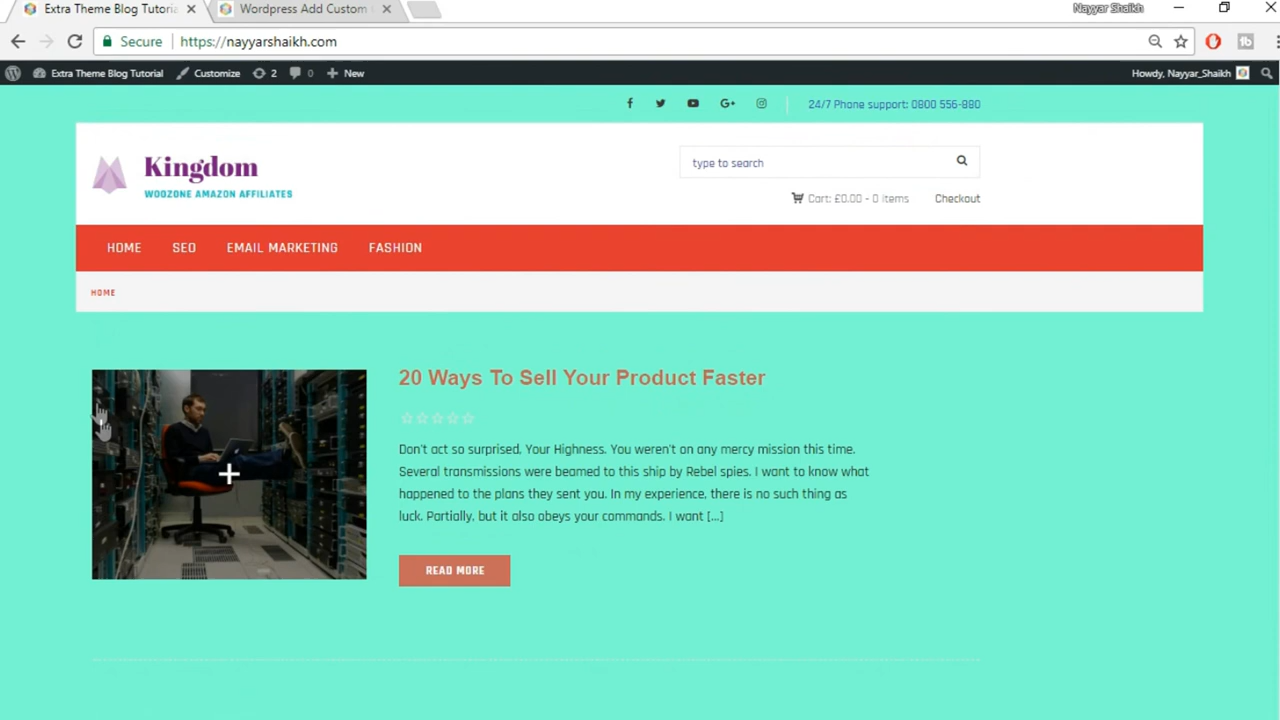 Extra Theme Blog Tutoria
Wordpress Add Custom
Nayyar Shaikh
Secure https://nayyarshaikh.com
Extra Theme Blog Tutorial Customize 2 0 New Howdy, Nayyar_Shaikh
24/7 Phone support: 0800 556-880
Kingdom
WOOZONE AMAZON AFFILIATES
type to search
Cart: £0.00 - 0 items Checkout
HOME SEO EMAIL MARKETING FASHION
HOME
20 Ways To Sell Your Product Faster
Don't act so surprised, Your Highness. You weren't on any mercy mission this time.
Several transmissions were beamed to this ship by Rebel spies. I want to know what
happened to the plans they sent you. In my experience, there is no such thing as
luck. Partially, but it also obeys your commands. I want [...]
READ MORE